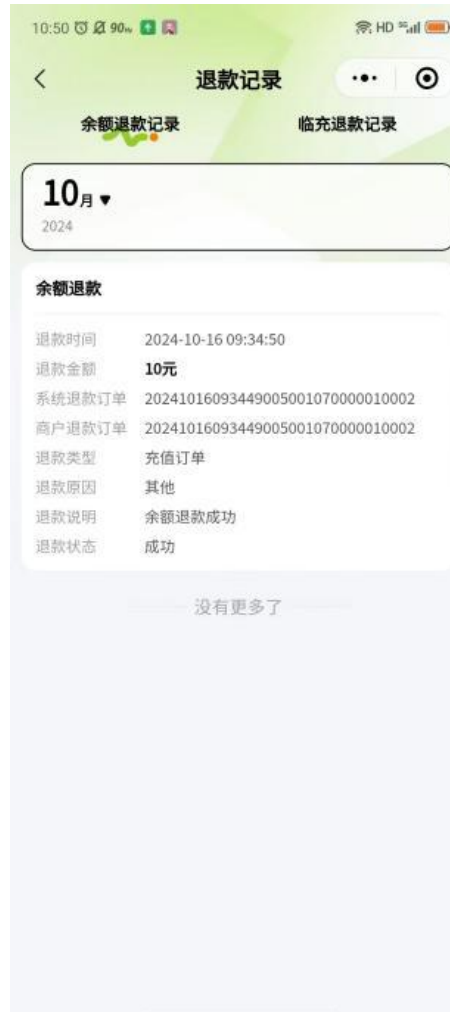 10:50 90% HD 5G
退款记录
余额退款记录 临充退款记录
10月▼
2024
余额退款
退款时间 2024-10-16 09:34:50
退款金额 10元
系统退款订单 20241016093449005001070000010002
商户退款订单 20241016093449005001070000010002
退款类型 充值订单
退款原因 其他
退款说明 余额退款成功
退款状态 成功
没有更多了